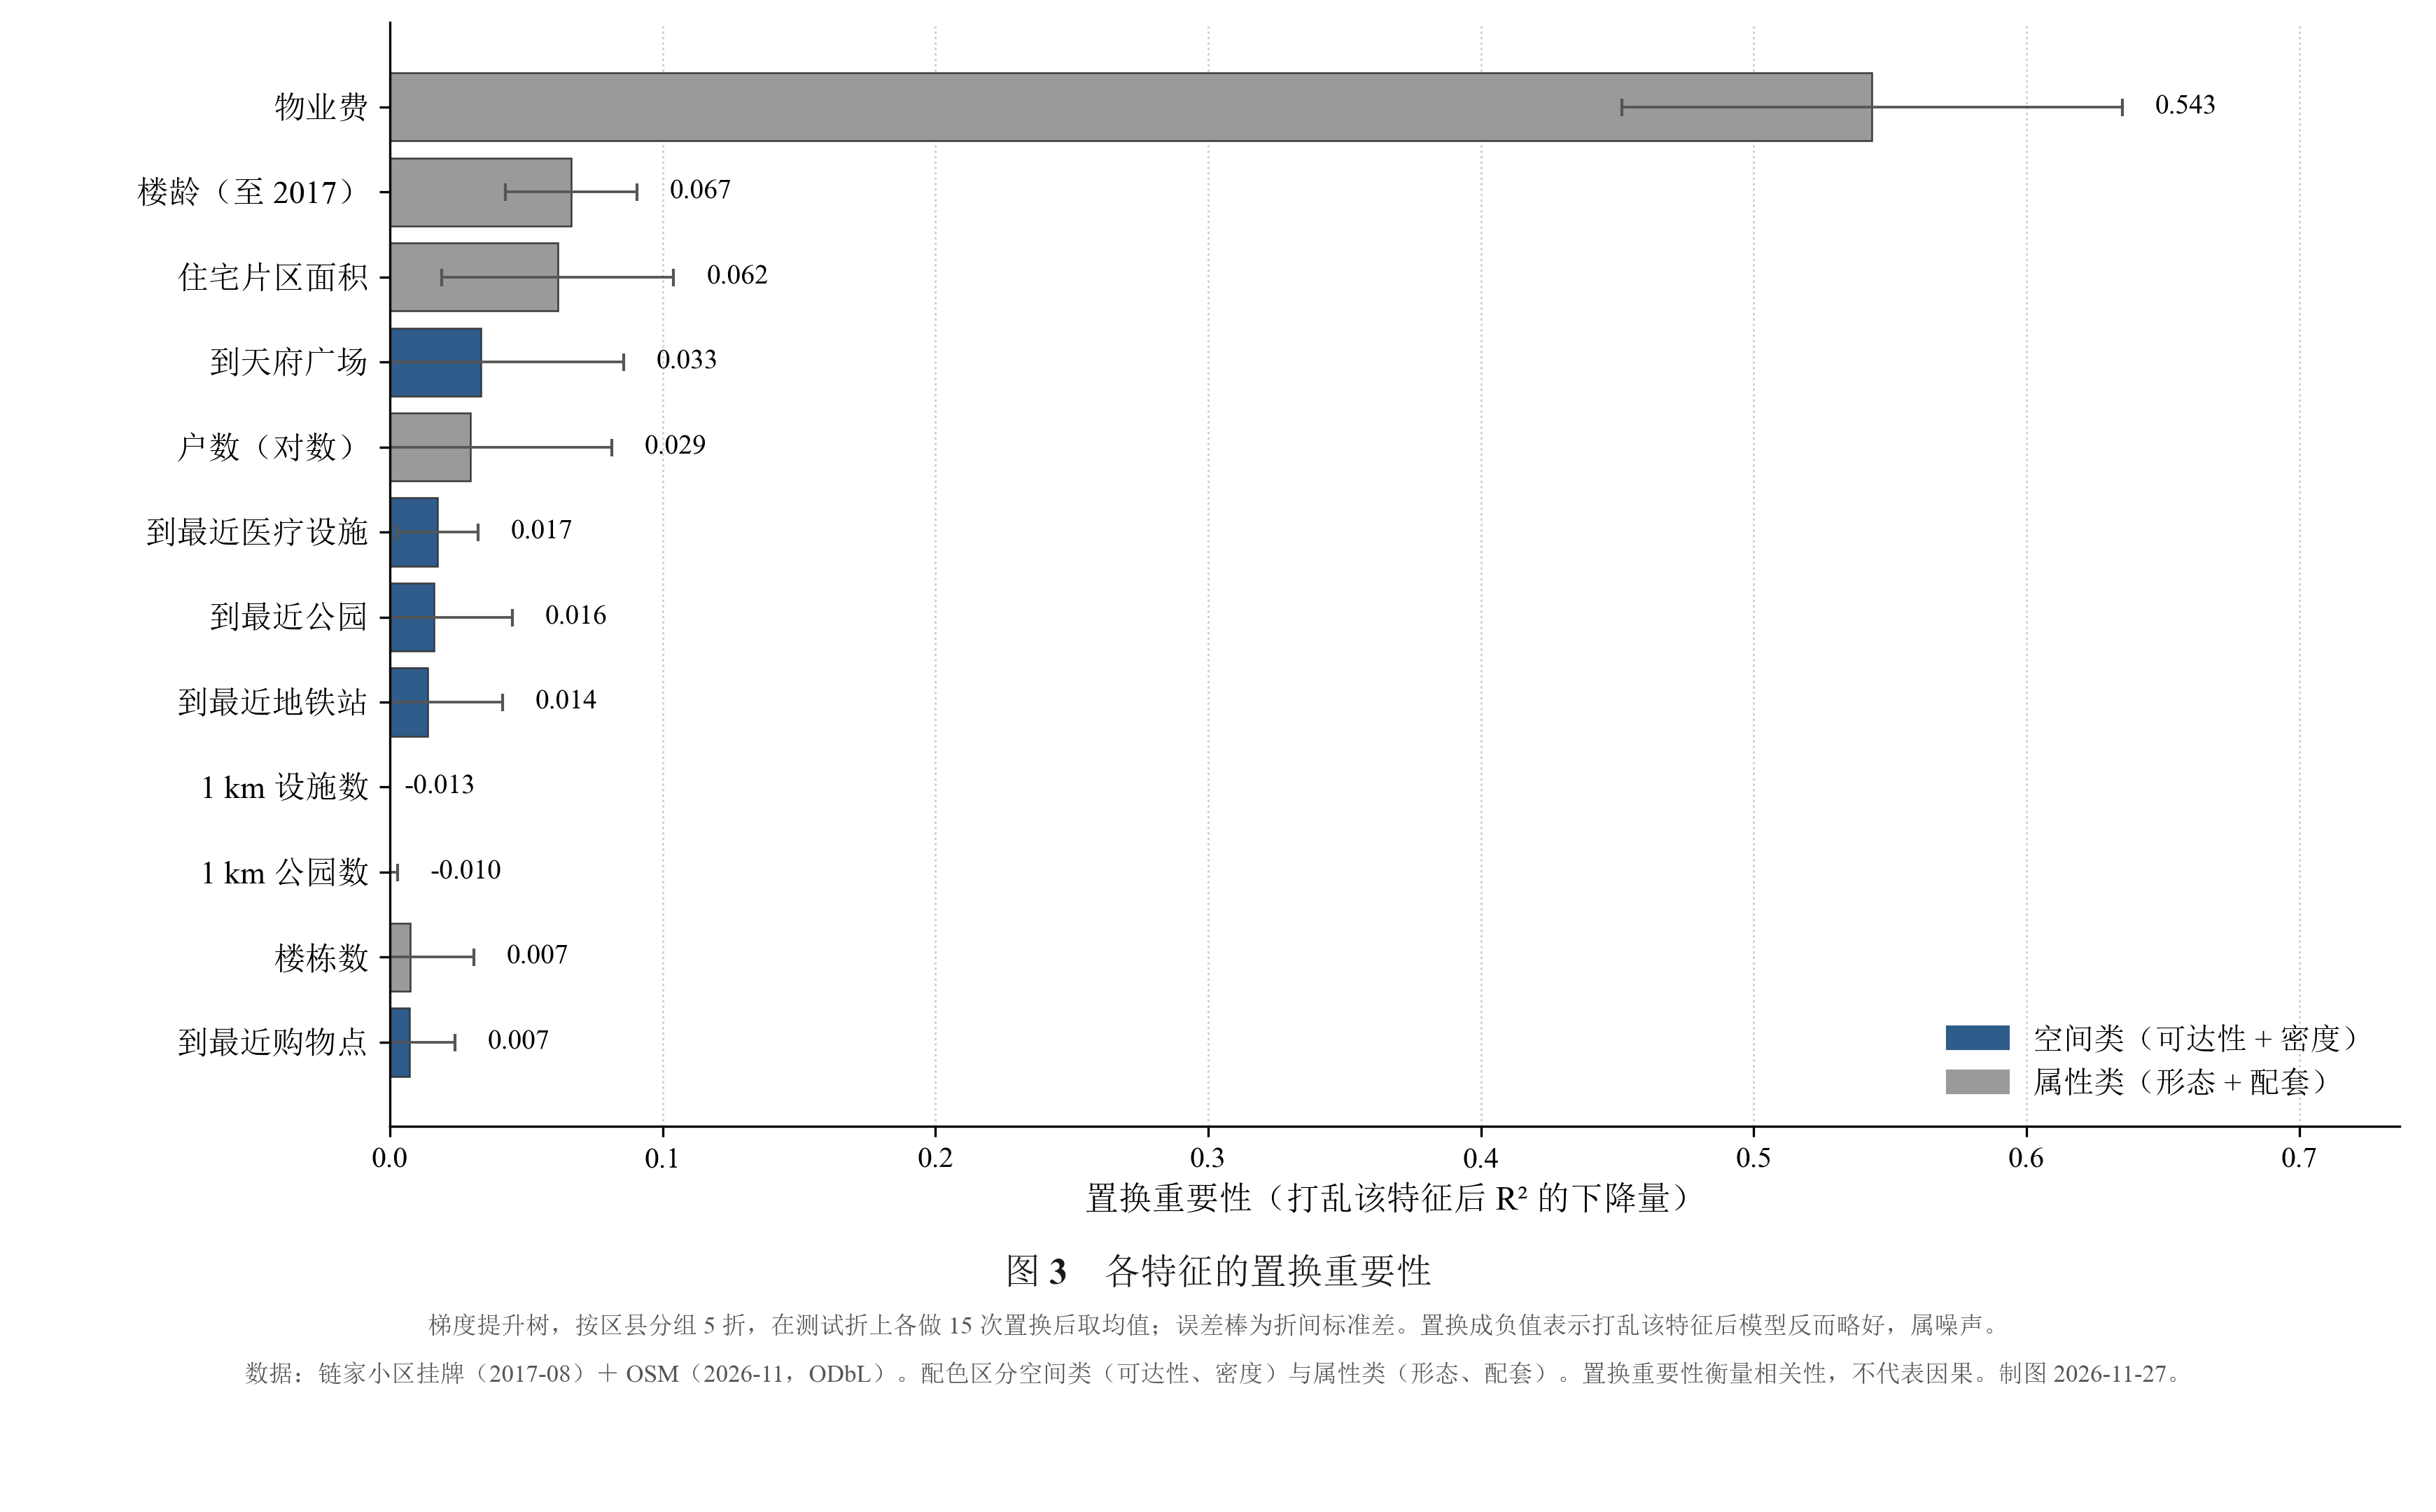 物业费 0.543
楼龄（至 2017） 0.067
住宅片区面积 0.062
到天府广场 0.033
户数（对数） 0.029
到最近医疗设施 0.017
到最近公园 0.016
到最近地铁站 0.014
1 km 设施数 -0.013
1 km 公园数 -0.010
楼栋数 0.007
到最近购物点 0.007
空间类（可达性 + 密度）
属性类（形态 + 配套）
0.0 0.1 0.2 0.3 0.4 0.5 0.6 0.7
置换重要性（打乱该特征后 R² 的下降量）
图 3　各特征的置换重要性
梯度提升树，按区县分组 5 折，在测试折上各做 15 次置换后取均值；误差棒为折间标准差。置换成负值表示打乱该特征后模型反而略好，属噪声。
数据：链家小区挂牌（2017-08）＋ OSM（2026-11，ODbL）。配色区分空间类（可达性、密度）与属性类（形态、配套）。置换重要性衡量相关性，不代表因果。制图 2026-11-27。